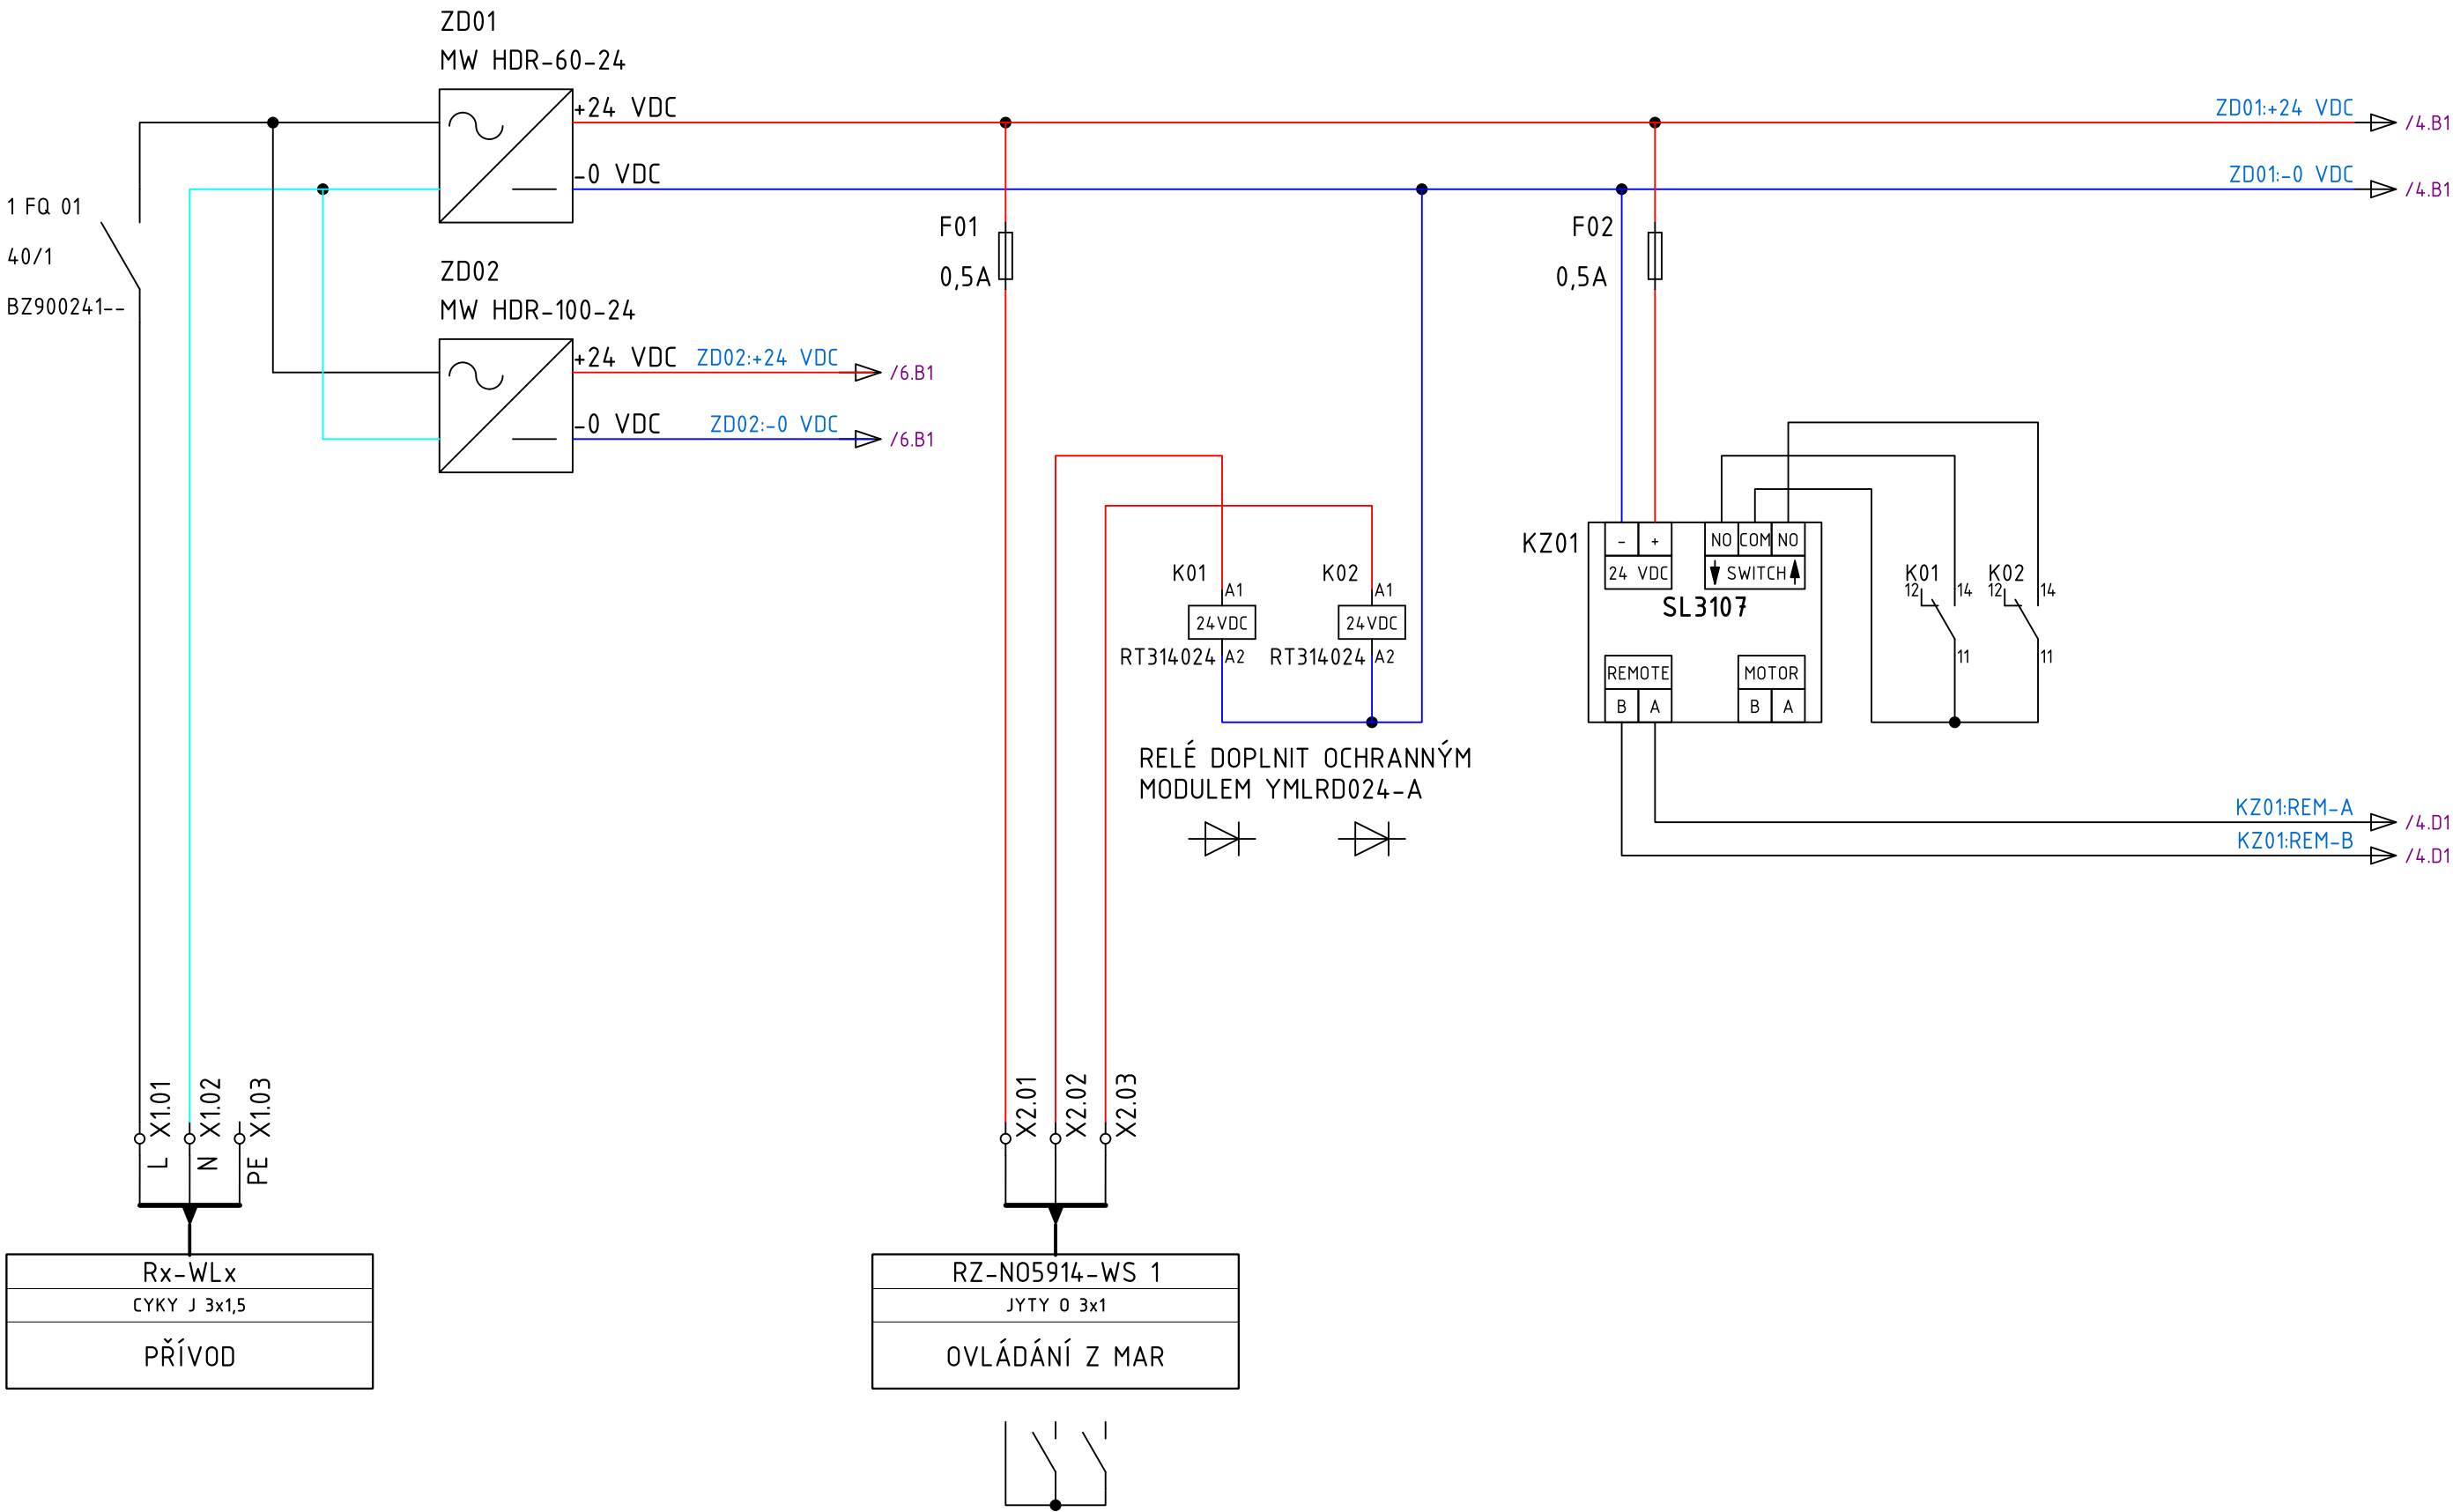 ZD01
MW HDR-60-24
+24 VDC
-0 VDC
ZD01:+24 VDC
/4.B1
ZD01:-0 VDC
/4.B1
1 FQ 01
40/1
BZ900241--
ZD02
MW HDR-100-24
+24 VDC
ZD02:+24 VDC
/6.B1
-0 VDC
ZD02:-0 VDC
/6.B1
F01
0,5A
F02
0,5A
K01
A1
24VDC
RT314024
A2
K02
A1
24VDC
RT314024
A2
RELÉ DOPLNIT OCHRANNÝM
MODULEM YMLRD024-A
KZ01
- +
24 VDC
NO COM NO
SWITCH
SL3107
REMOTE
B A
MOTOR
B A
K01
12
14
11
K02
12
14
11
KZ01:REM-A
/4.D1
KZ01:REM-B
/4.D1
X1.01
X1.02
X1.03
L
N
PE
Rx-WLx
CYKY J 3x1,5
PŘÍVOD
X2.01
X2.02
X2.03
RZ-NO5914-WS 1
JYTY O 3x1
OVLÁDÁNÍ Z MAR